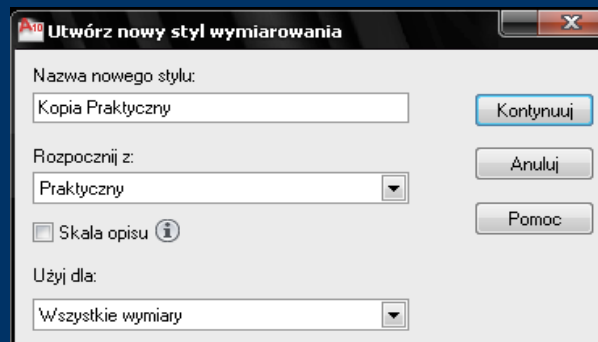 A10 Utwórz nowy styl wymiarowania
Nazwa nowego stylu:
Kopia Praktyczny
Kontynuuj
Rozpocznij z:
Anuluj
Praktyczny
Pomoc
Skala opisu
Użyj dla:
Wszystkie wymiary